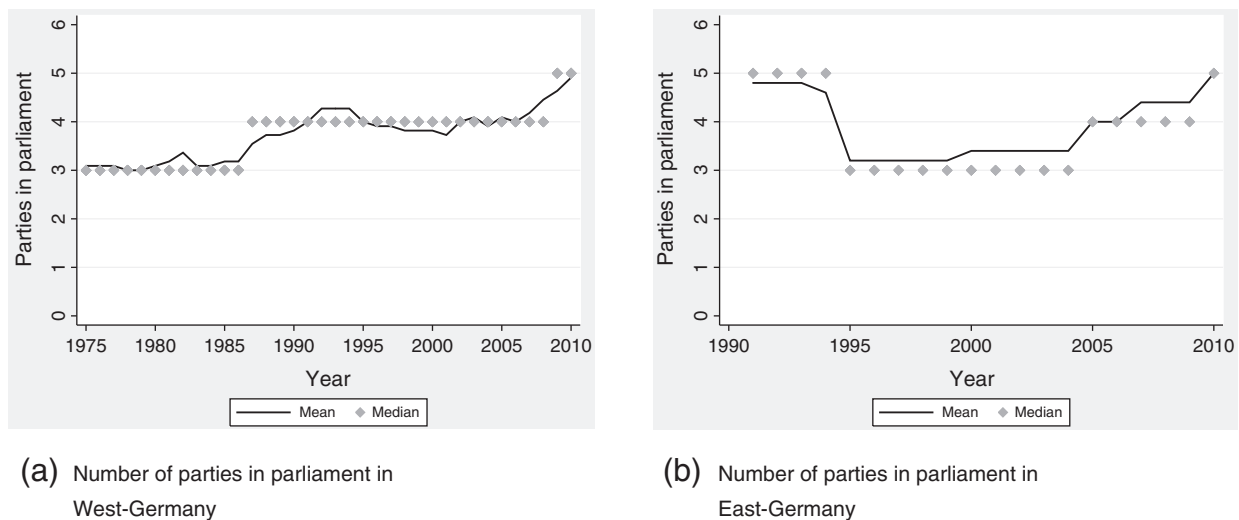 Parties in parliament
6
5
4
3
2
1
0
1975 1980 1985 1990 1995 2000 2005 2010
Year
Mean Median
(a) Number of parties in parliament in
West-Germany
Parties in parliament
6
5
4
3
2
1
0
1990 1995 2000 2005 2010
Year
Mean Median
(b) Number of parties in parliament in
East-Germany